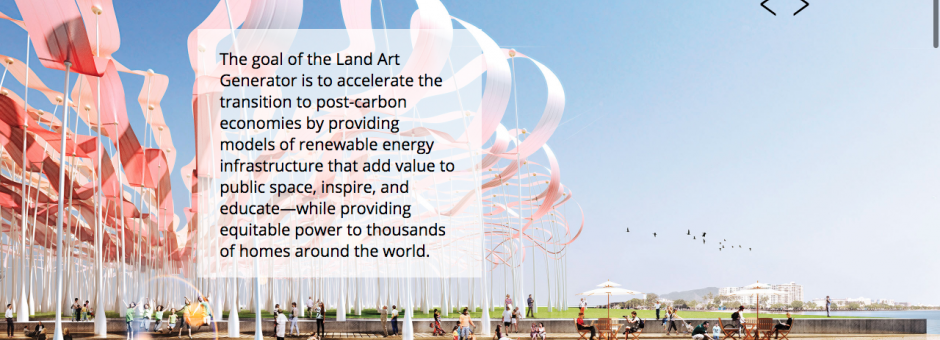 The goal of the Land Art
Generator is to accelerate the
transition to post-carbon
economies by providing
models of renewable energy
infrastructure that add value to
public space, inspire, and
educate—while providing
equitable power to thousands
of homes around the world.